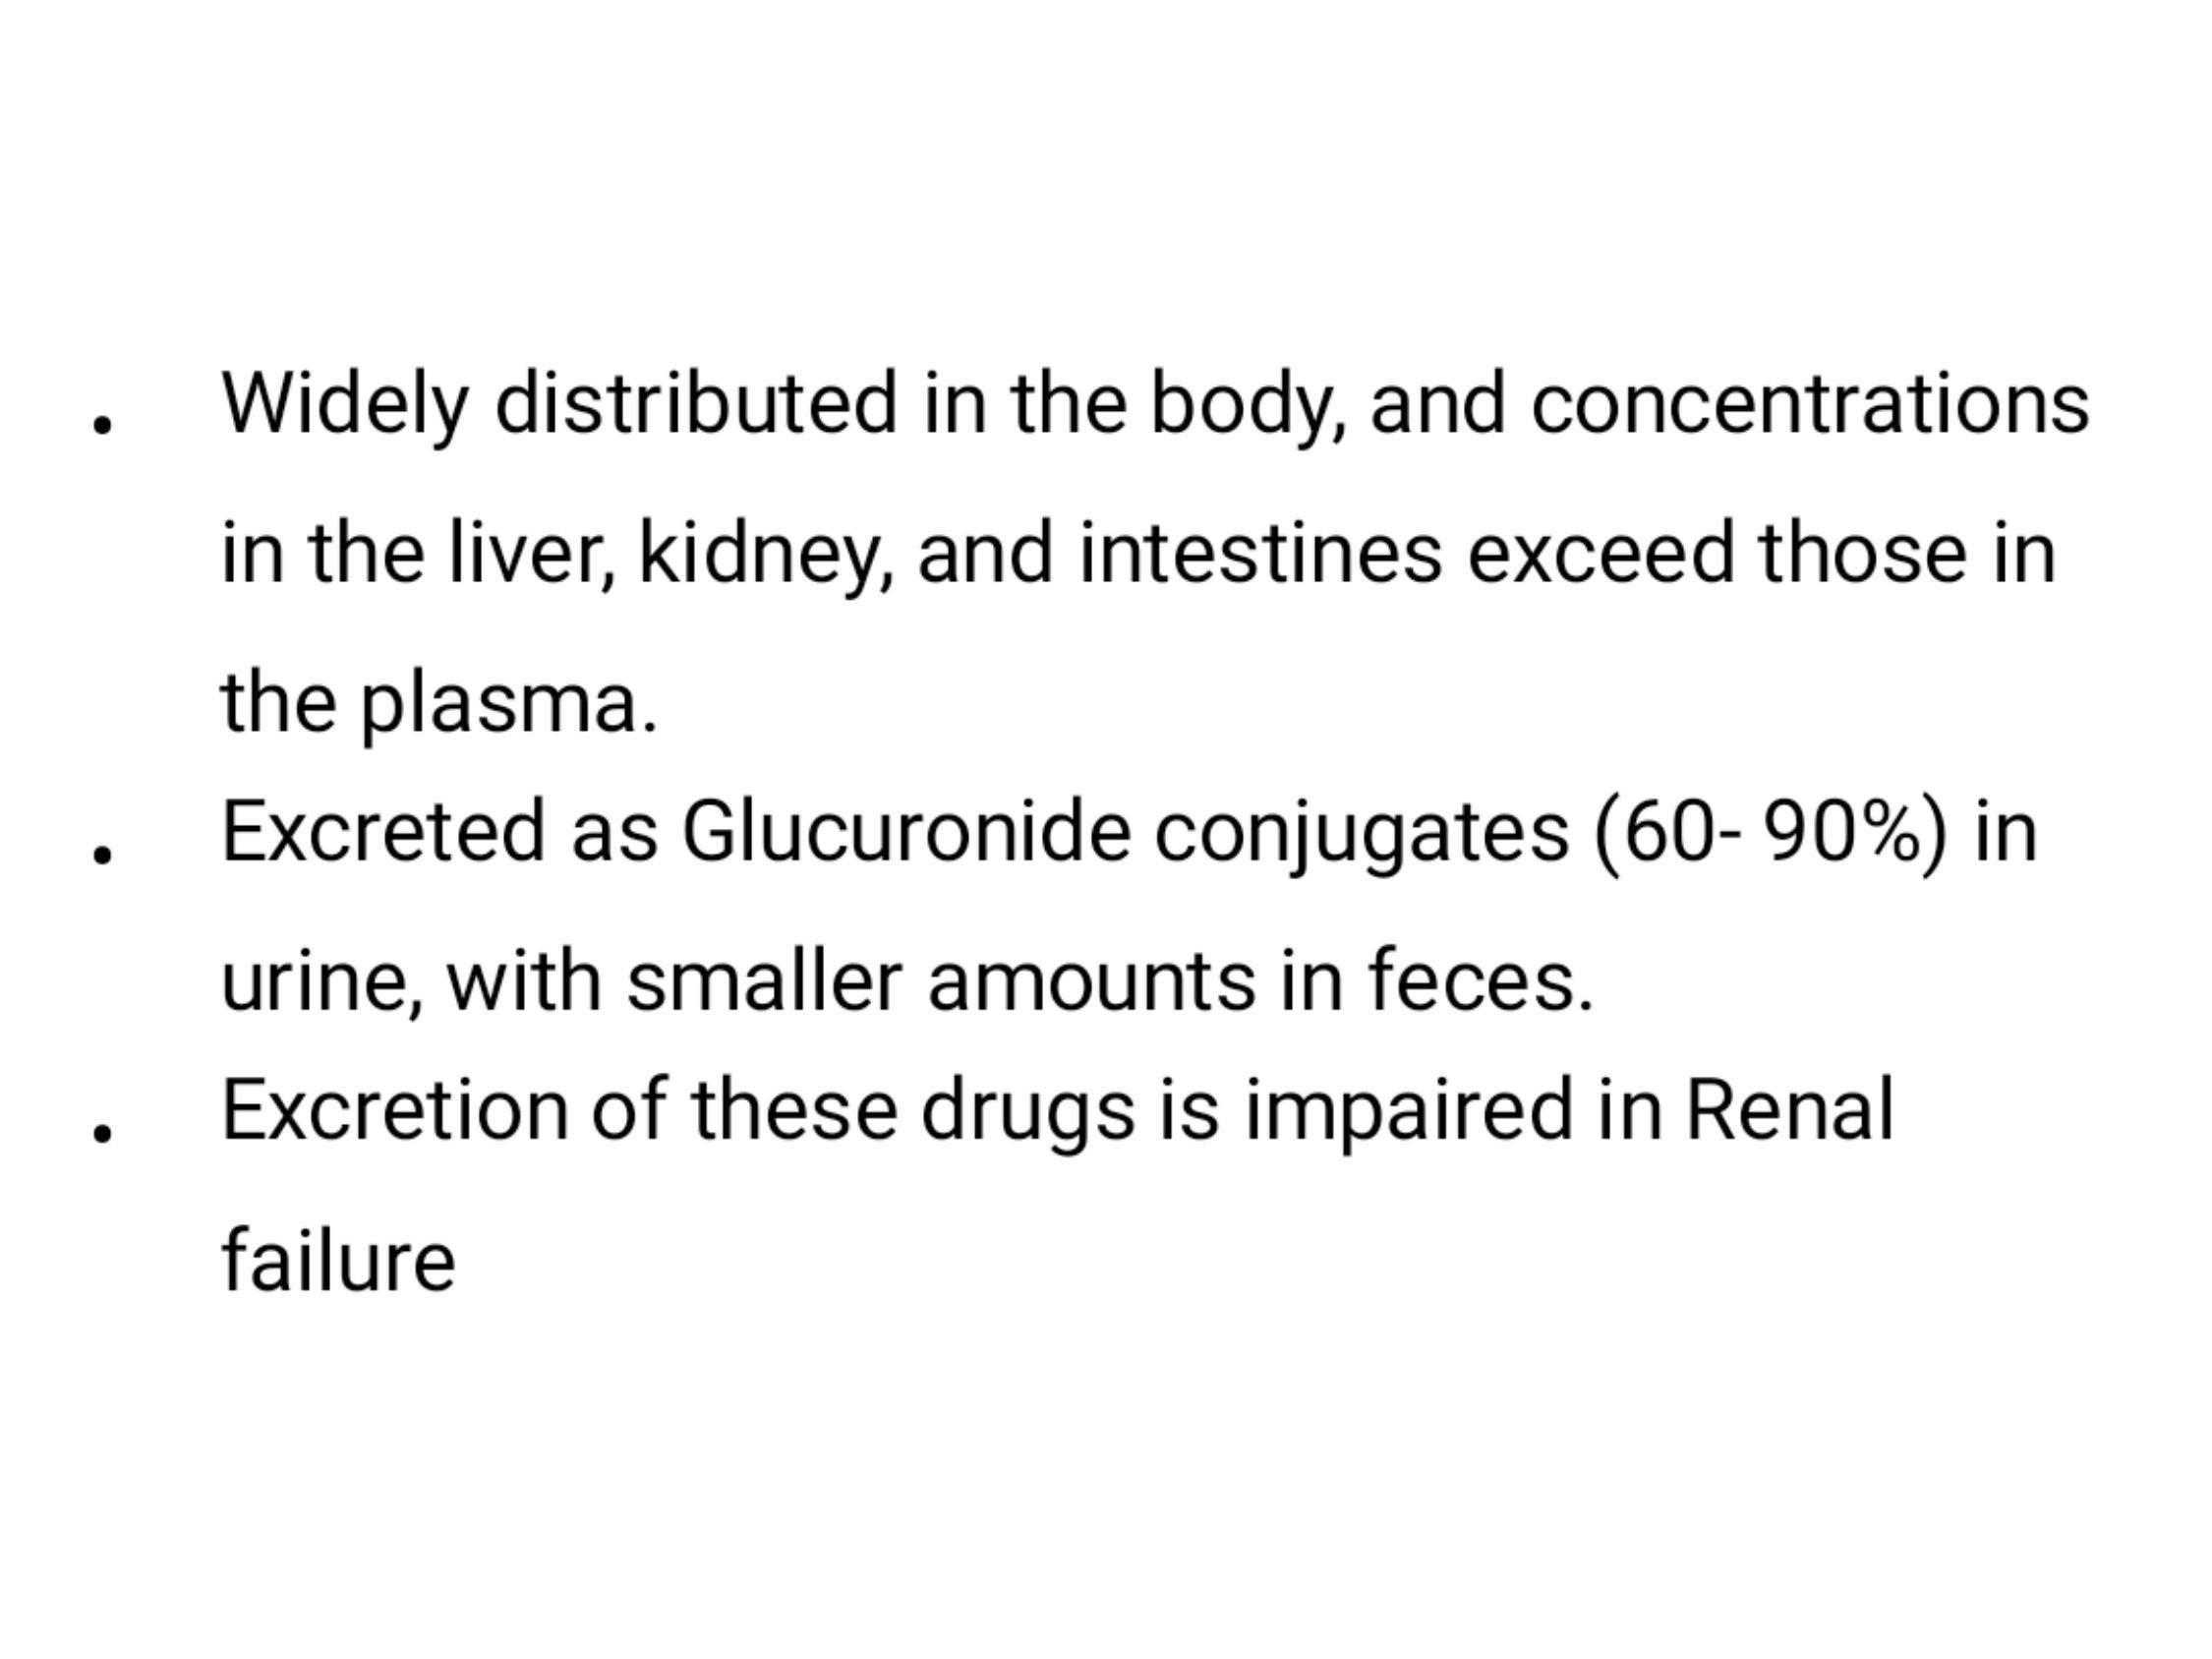 • Widely distributed in the body, and concentrations
in the liver, kidney, and intestines exceed those in
the plasma.
• Excreted as Glucuronide conjugates (60- 90%) in
urine, with smaller amounts in feces.
• Excretion of these drugs is impaired in Renal
failure